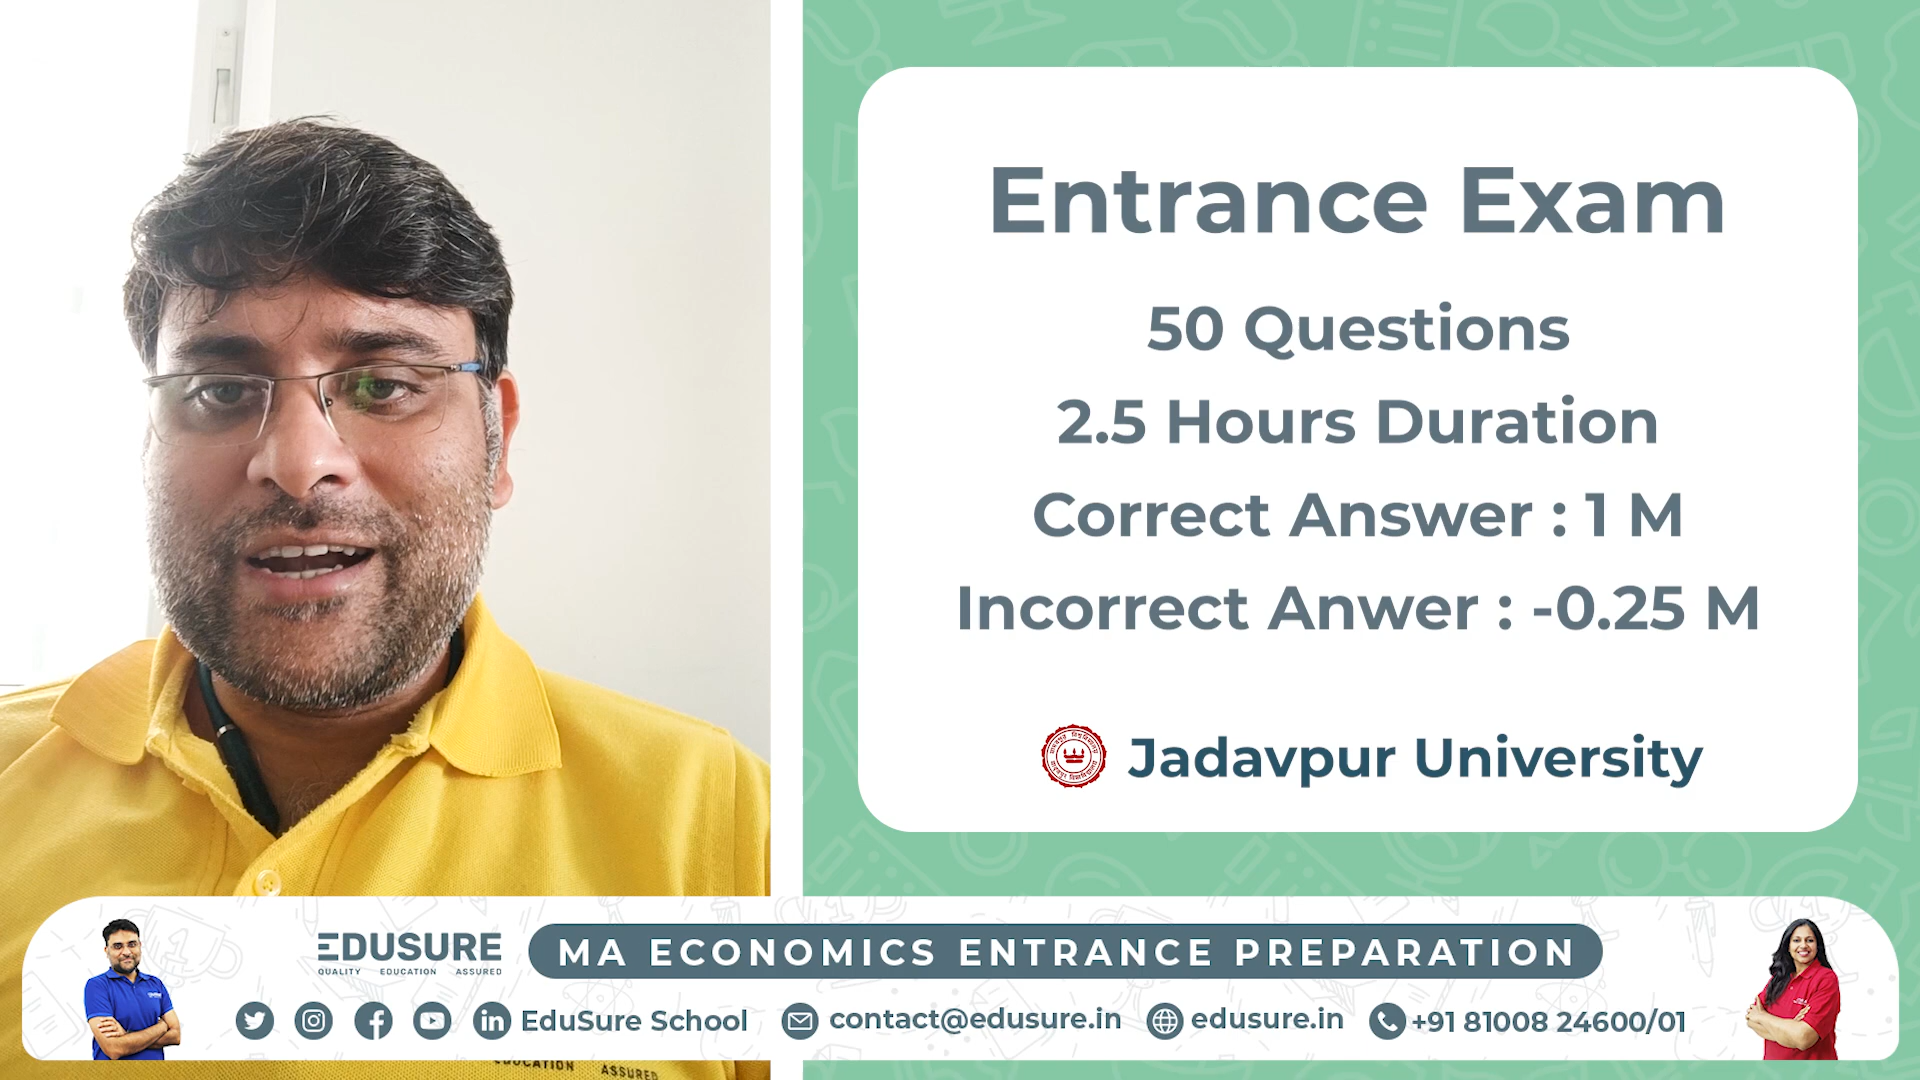 Entrance Exam
50 Questions
2.5 Hours Duration
Correct Answer : 1 M
Incorrect Anwer : -0.25 M
Jadavpur University
EDUSURE
QUALITY EDUCATION ASSURED
MA ECONOMICS ENTRANCE PREPARATION
EduSure School contact@edusure.in edusure.in +91 81008 24600/01
EDUCATION ASSURED